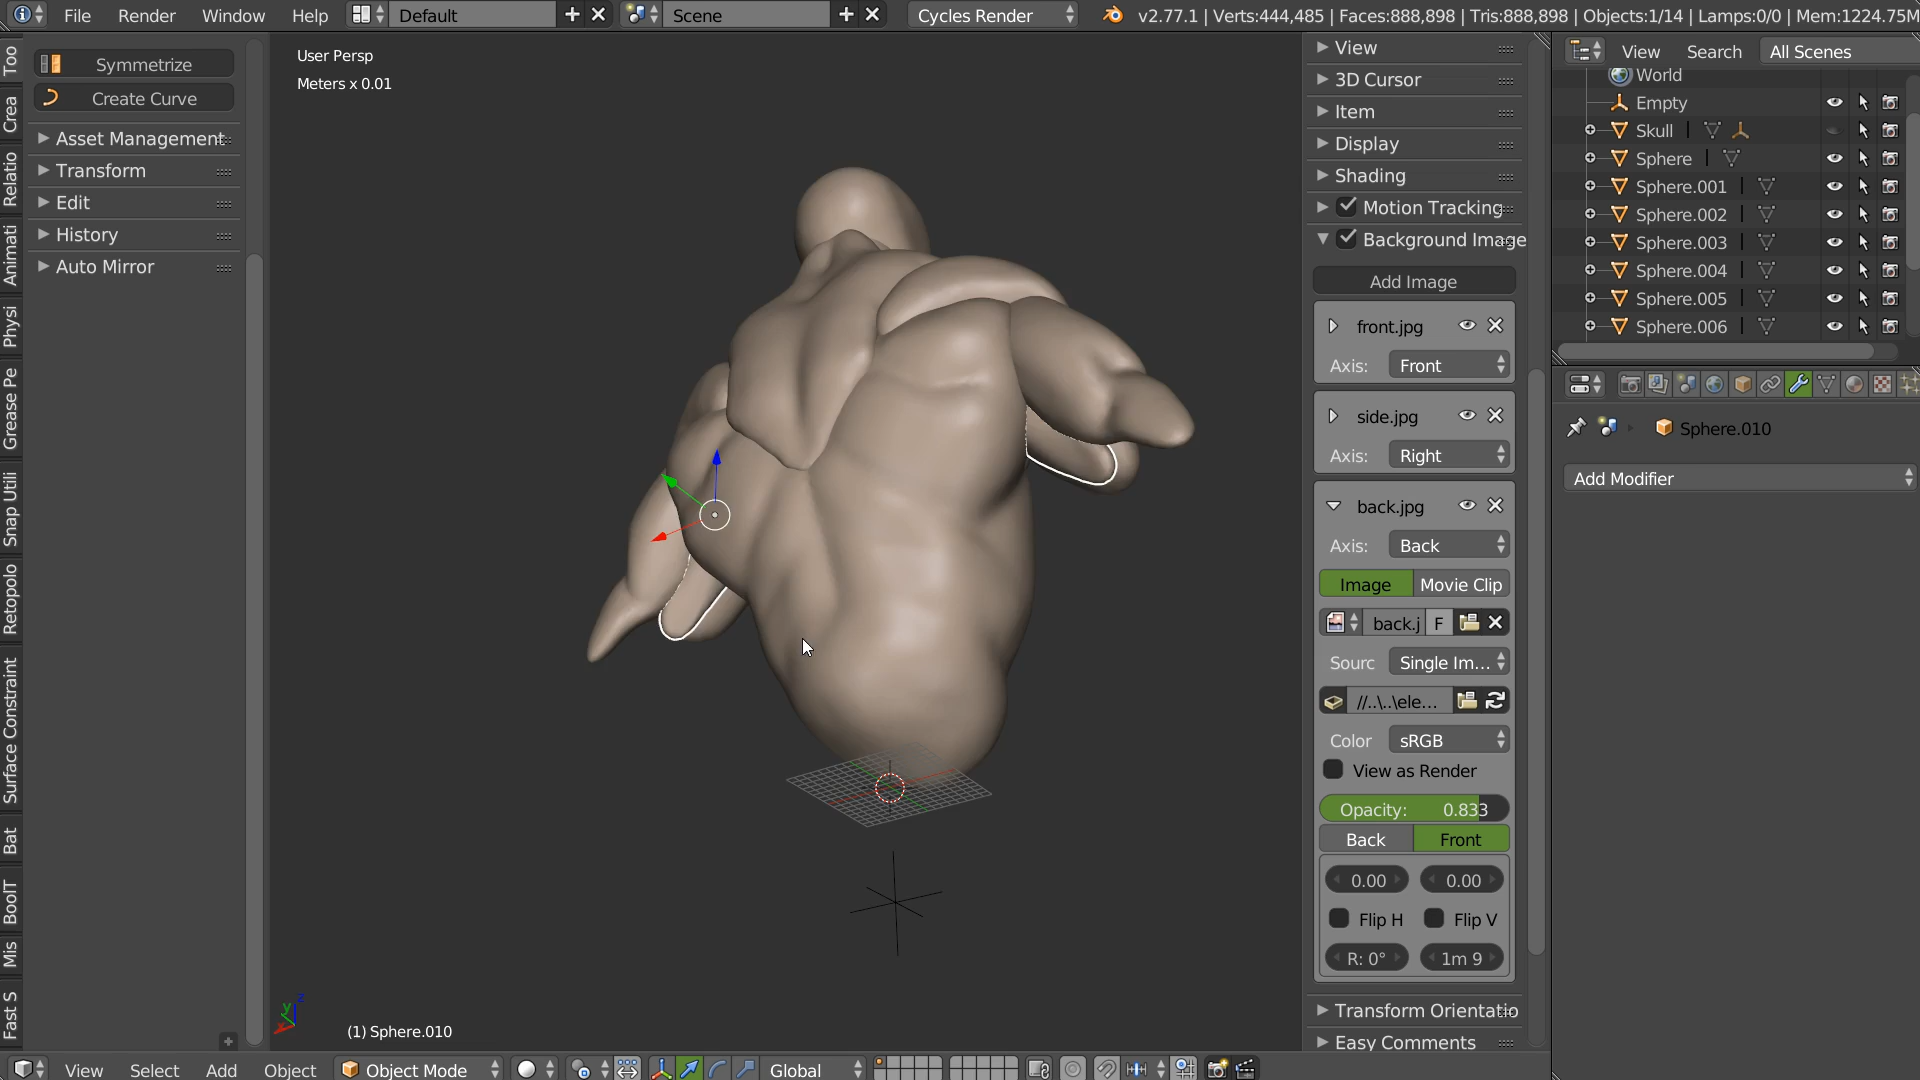 File Render Window Help Default Scene Cycles Render v2.77.1 | Verts:444,485 | Faces:888,898 | Tris:888,898 | Objects:1/14 | Lamps:0/0 | Mem:1224.75M
Too
Crea
Relatio
Animati
Physi
Grease Pe
Snap Utili
Retopolo
Surface Constraint
Bat
BoolT
Mis
Fast S
Symmetrize
Create Curve
Asset Management
Transform
Edit
History
Auto Mirror
User Persp
Meters x 0.01
(1) Sphere.010
z
y
x
View
3D Cursor
Item
Display
Shading
Motion Tracking
Background Image
Add Image
front.jpg
Axis: Front
side.jpg
Axis: Right
back.jpg
Axis: Back
Image Movie Clip
back.j F
Sourc Single Im...
//..\..\ele...
Color sRGB
View as Render
Opacity: 0.833
Back Front
0.00 0.00
Flip H Flip V
R: 0° 1m 9
Transform Orientatio
Easy Comments
View Search All Scenes
World
Empty
Skull
Sphere
Sphere.001
Sphere.002
Sphere.003
Sphere.004
Sphere.005
Sphere.006
Sphere.010
Add Modifier
View Select Add Object Object Mode Global